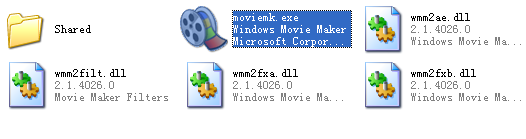 Shared
moviemk.exe
Windows Movie Maker
Microsoft Corpor...
wmm2ae.dll
2.1.4026.0
Windows Movie Ma...
wmm2filt.dll
2.1.4026.0
Movie Maker Filters
wmm2fxa.dll
2.1.4026.0
Windows Movie Ma...
wmm2fxb.dll
2.1.4026.0
Windows Movie Ma...